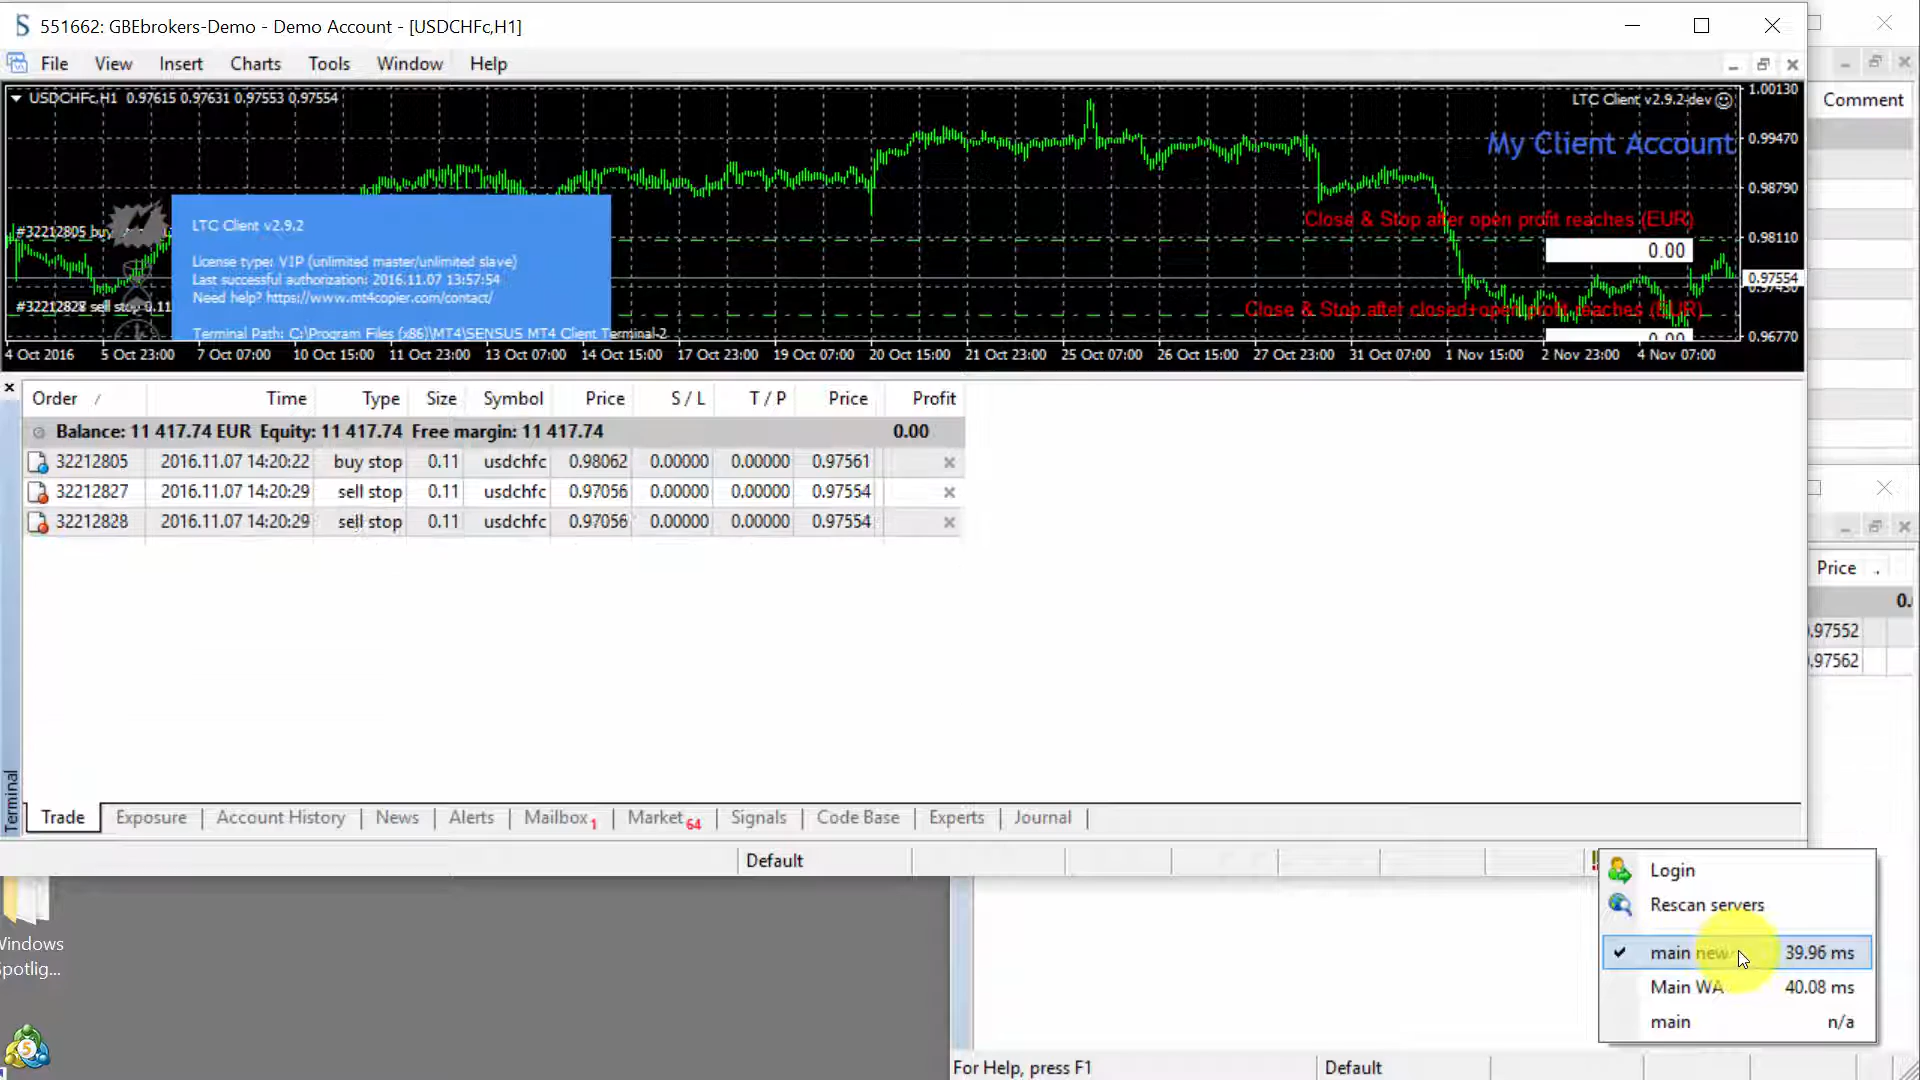 551662: GBEbrokers-Demo - Demo Account - [USDCHFc,H1]
File View Insert Charts Tools Window Help
USDCHFc,H1 0.97615 0.97631 0.97553 0.97554
LTC Client v2.9.2-dev
My Client Account
Close & Stop after open profit reaches (EUR)
0.00
Close & Stop after closed+open profit reaches (EUR)
0.00
1.00130
0.99470
0.98790
0.98110
0.97554
0.97430
0.96770
#32212805 buy
#32212828 sell stop 0.11
LTC Client v2.9.2
License type: VIP (unlimited master/unlimited slave)
Last successful authorization: 2016.11.07 13:57:54
Need help? https://www.mt4copier.com/contact/
Terminal Path: C:\Program Files (x86)\MT4\SENSUS MT4 Client Terminal-2
4 Oct 2016 5 Oct 23:00 7 Oct 07:00 10 Oct 15:00 11 Oct 23:00 13 Oct 07:00 14 Oct 15:00 17 Oct 23:00 19 Oct 07:00 20 Oct 15:00 21 Oct 23:00 25 Oct 07:00 26 Oct 15:00 27 Oct 23:00 31 Oct 07:00 1 Nov 15:00 2 Nov 23:00 4 Nov 07:00
Order / Time Type Size Symbol Price S / L T / P Price Profit
Balance: 11 417.74 EUR Equity: 11 417.74 Free margin: 11 417.74 0.00
32212805 2016.11.07 14:20:22 buy stop 0.11 usdchfc 0.98062 0.00000 0.00000 0.97561
32212827 2016.11.07 14:20:29 sell stop 0.11 usdchfc 0.97056 0.00000 0.00000 0.97554
32212828 2016.11.07 14:20:29 sell stop 0.11 usdchfc 0.97056 0.00000 0.00000 0.97554
Terminal
Trade Exposure Account History News Alerts Mailbox 1 Market 64 Signals Code Base Experts Journal
Default
Login
Rescan servers
main new 39.96 ms
Main WA 40.08 ms
main n/a
Comment
Price
0.
.97552
.97562
Windows
Spotlig...
5
For Help, press F1
Default